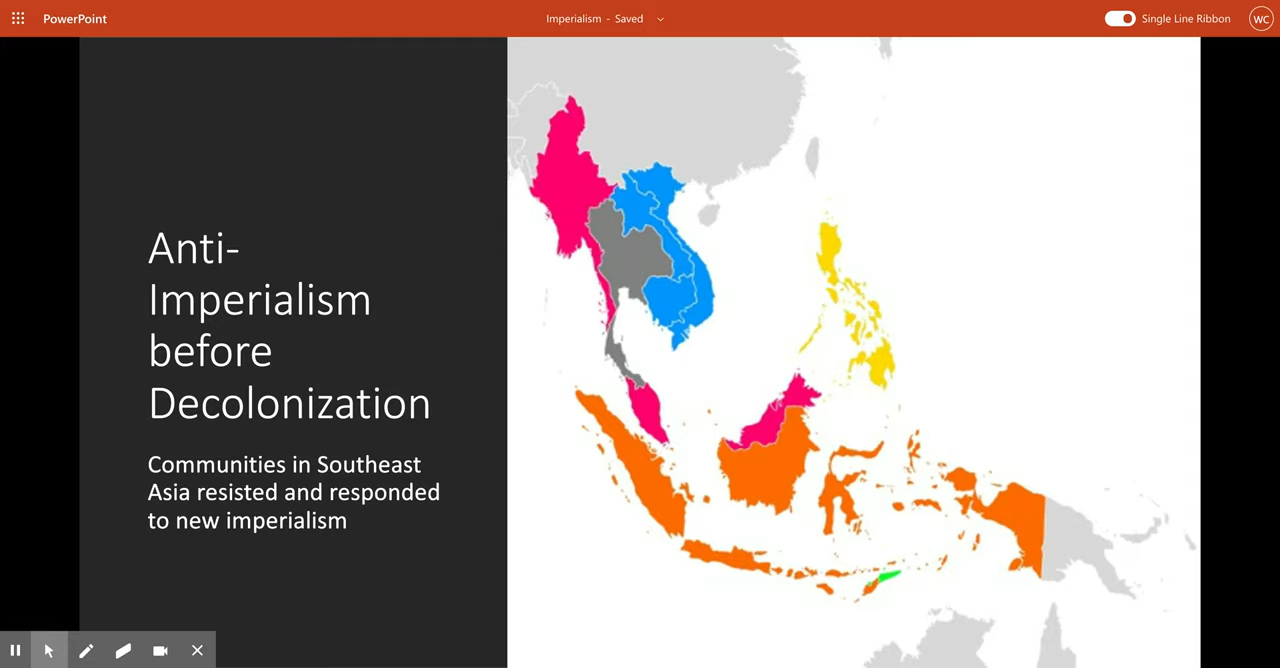 PowerPoint
Imperialism - Saved
Single Line Ribbon
WC
Anti-
Imperialism
before
Decolonization
Communities in Southeast
Asia resisted and responded
to new imperialism